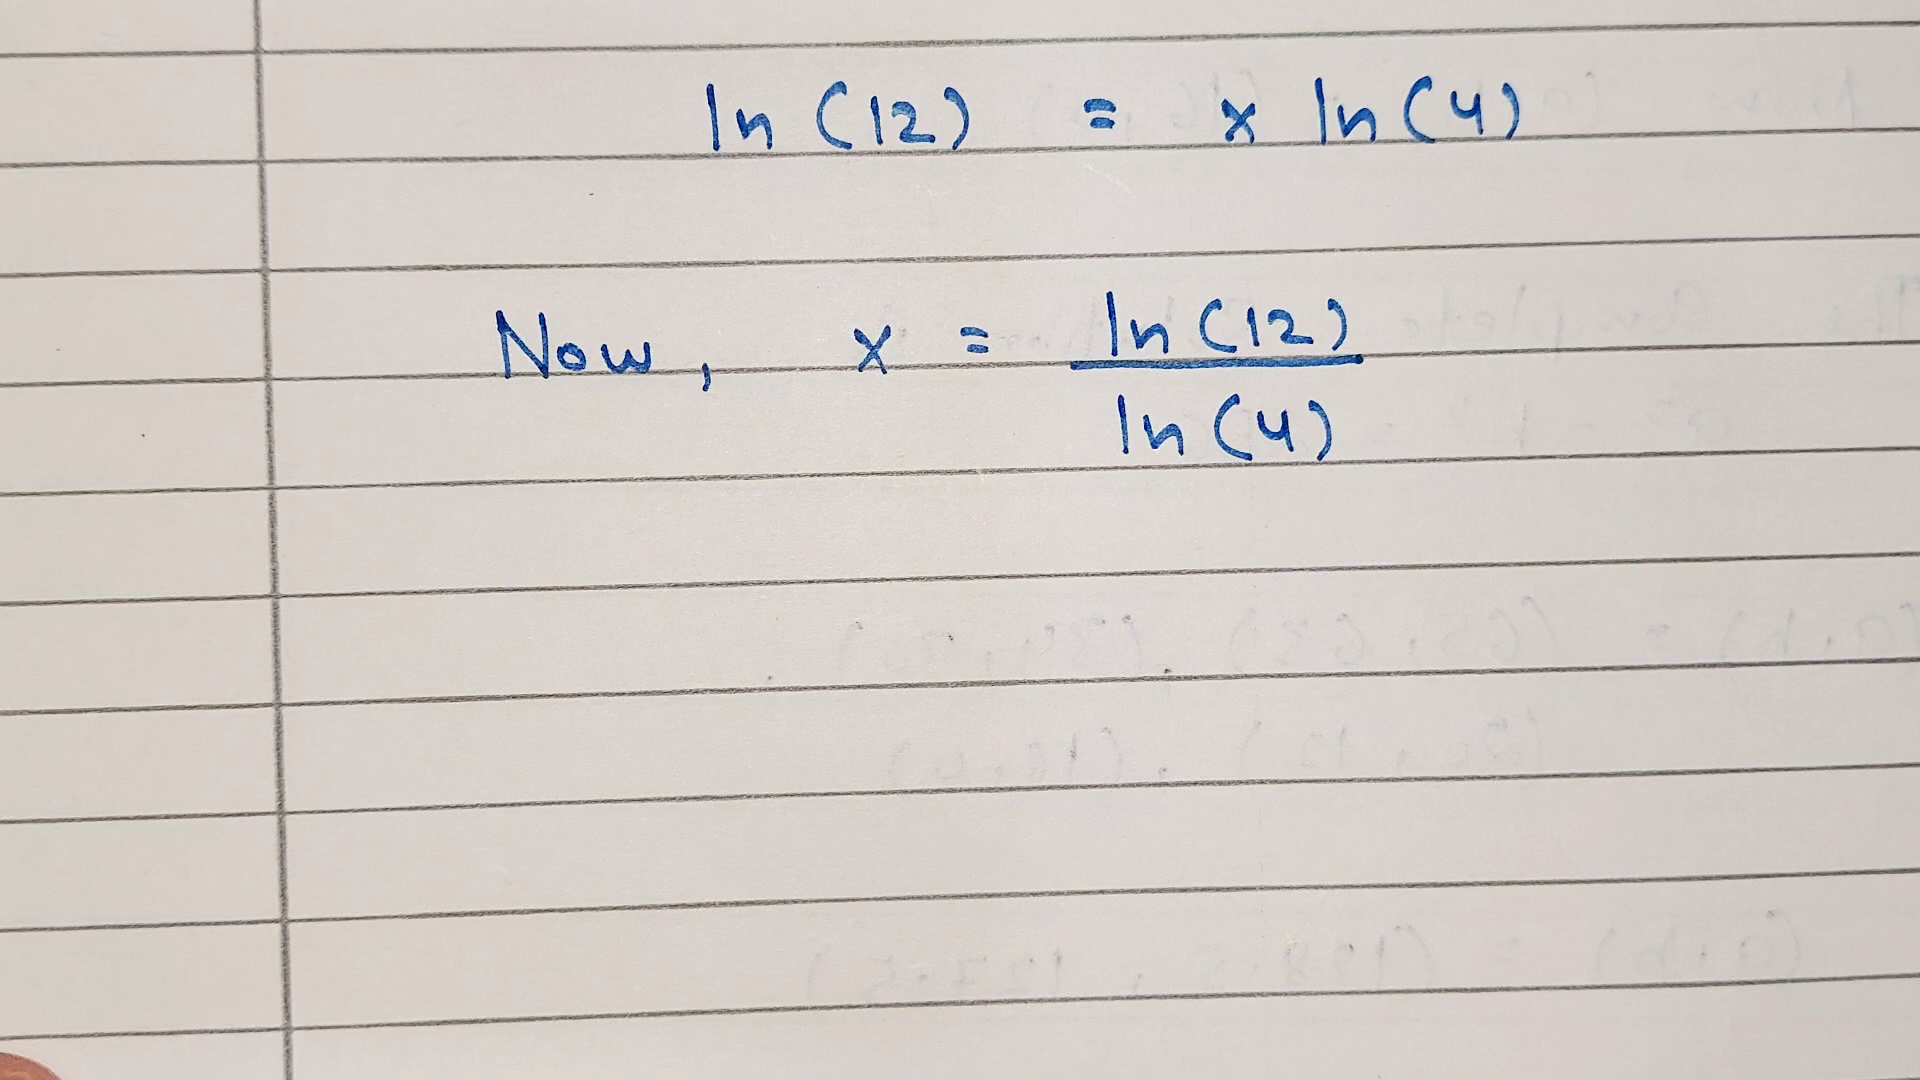 ln (12) = x ln (4)
Now, x = ln (12)
ln (4)